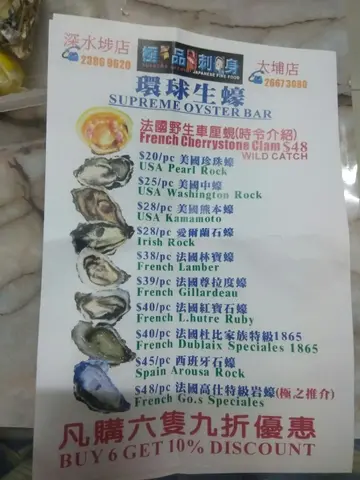 深水埗店
2386 9620
極品刺身
JAPANESE FINE FOOD
太埔店
26673080
環球生蠔
SUPREME OYSTER BAR
法國野生車厘蜆(時令介紹)
French Cherrystone Clam $48
WILD CATCH
$20/pc 美國珍珠蠔
USA Pearl Rock
$25/pc 美國中蠔
USA Washington Rock
$28/pc 美國熊本蠔
USA Kamamoto
$28/pc 愛爾蘭石蠔
Irish Rock
$38/pc 法國林寶蠔
French Lamber
$39/pc 法國尊拉度蠔
French Gillardeau
$40/pc 法國紅寶石蠔
French L.hutre Ruby
$40/pc 法國杜比家族特級1865
French Dublaix Speciales 1865
$45/pc 西班牙石蠔
Spain Arousa Rock
$48/pc 法國高仕特級岩蠔(極之推介)
French Go.s Speciales
凡購六隻九折優惠
BUY 6 GET 10% DISCOUNT